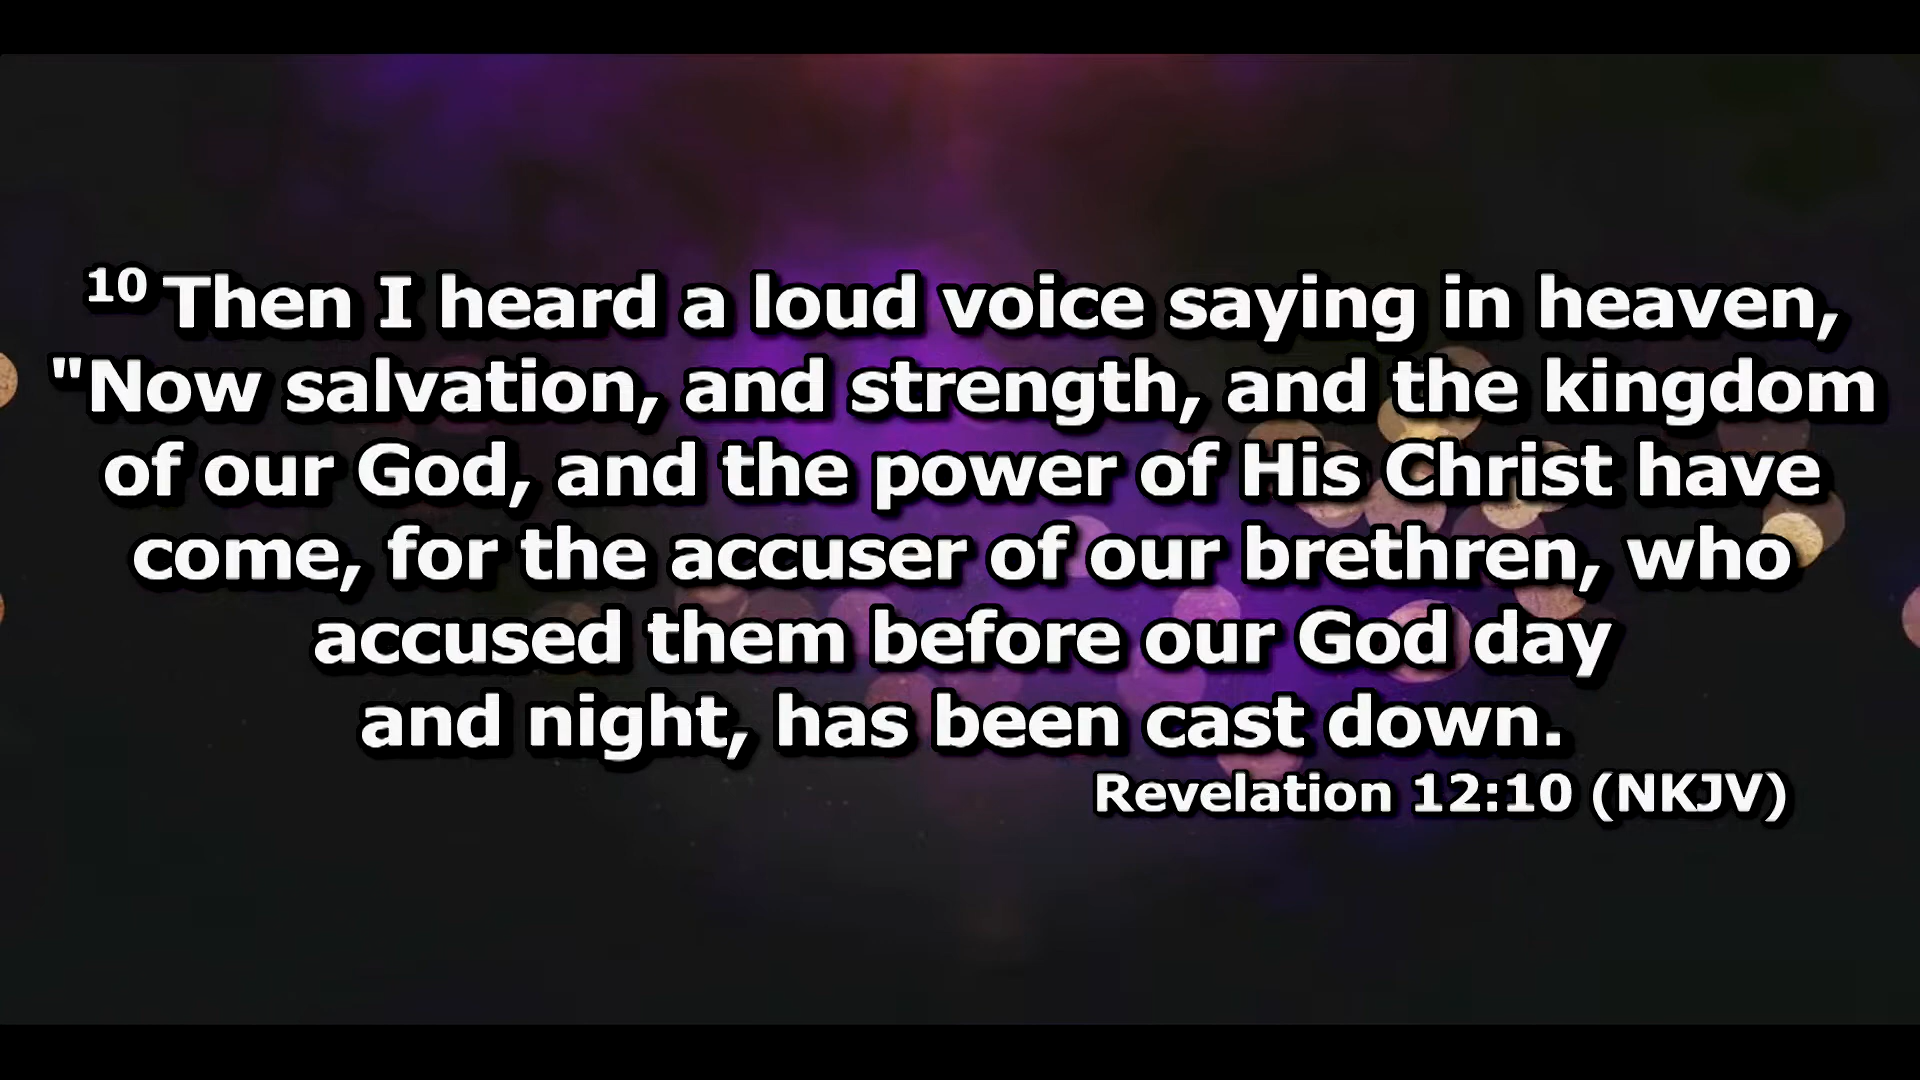 10 Then I heard a loud voice saying in heaven,
"Now salvation, and strength, and the kingdom
of our God, and the power of His Christ have
come, for the accuser of our brethren, who
accused them before our God day
and night, has been cast down.
Revelation 12:10 (NKJV)